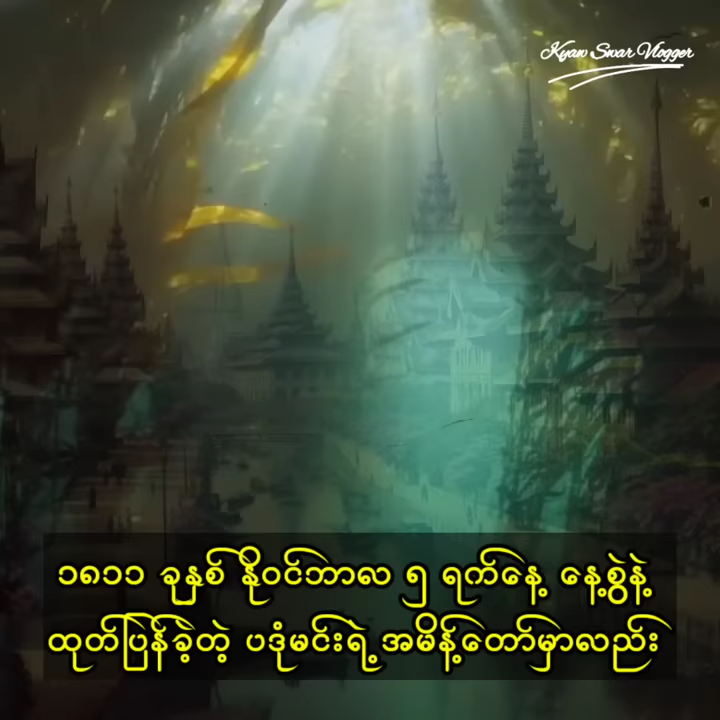 Kyaw Swar Vlogger
၁၈၁၁ ခုနှစ် နိုဝင်ဘာလ ၅ ရက်နေ့ နေ့စွဲနဲ့
ထုတ်ပြန်ခဲ့တဲ့ ပဒုံမင်းရဲ့ အမိန့်တော်မှာလည်း